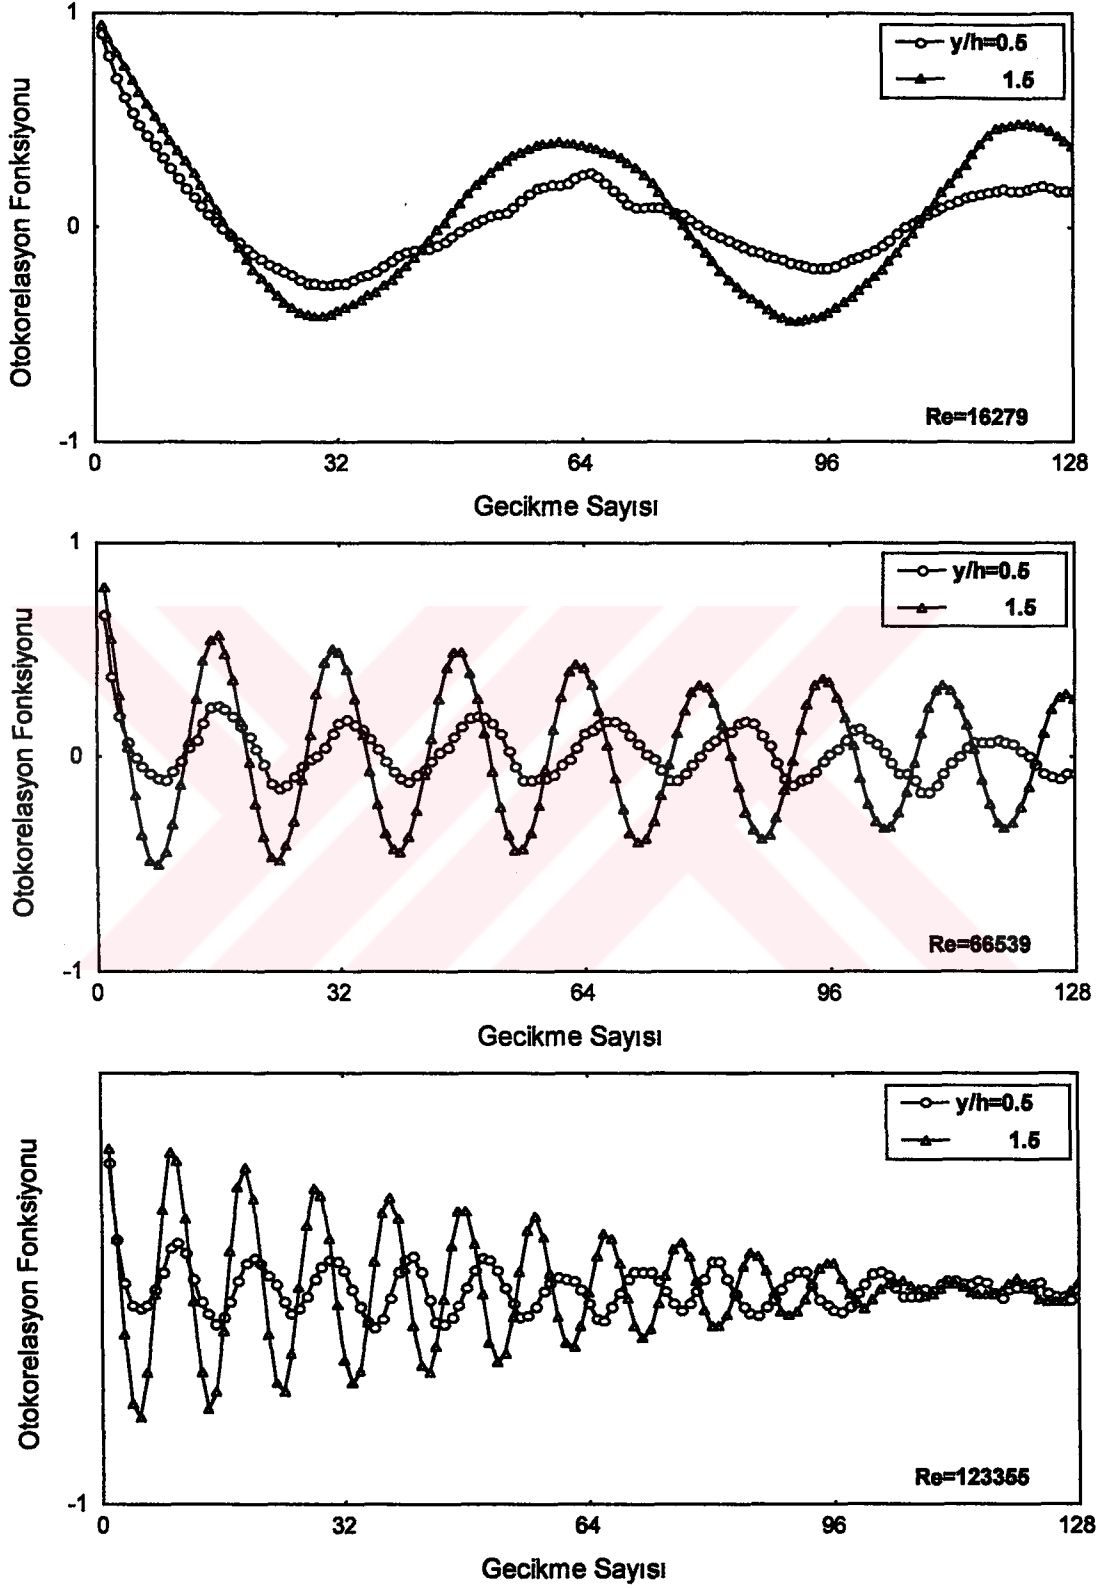 1
y/h=0.5
1.5
Otokorelasyon Fonksiyonu
0
Re=16279
-1
0 32 64 96 128
Gecikme Sayısı
1
y/h=0.5
1.5
Otokorelasyon Fonksiyonu
0
Re=66539
-1
0 32 64 96 128
Gecikme Sayısı
y/h=0.5
1.5
Otokorelasyon Fonksiyonu
Re=123355
-1
0 32 64 96 128
Gecikme Sayısı